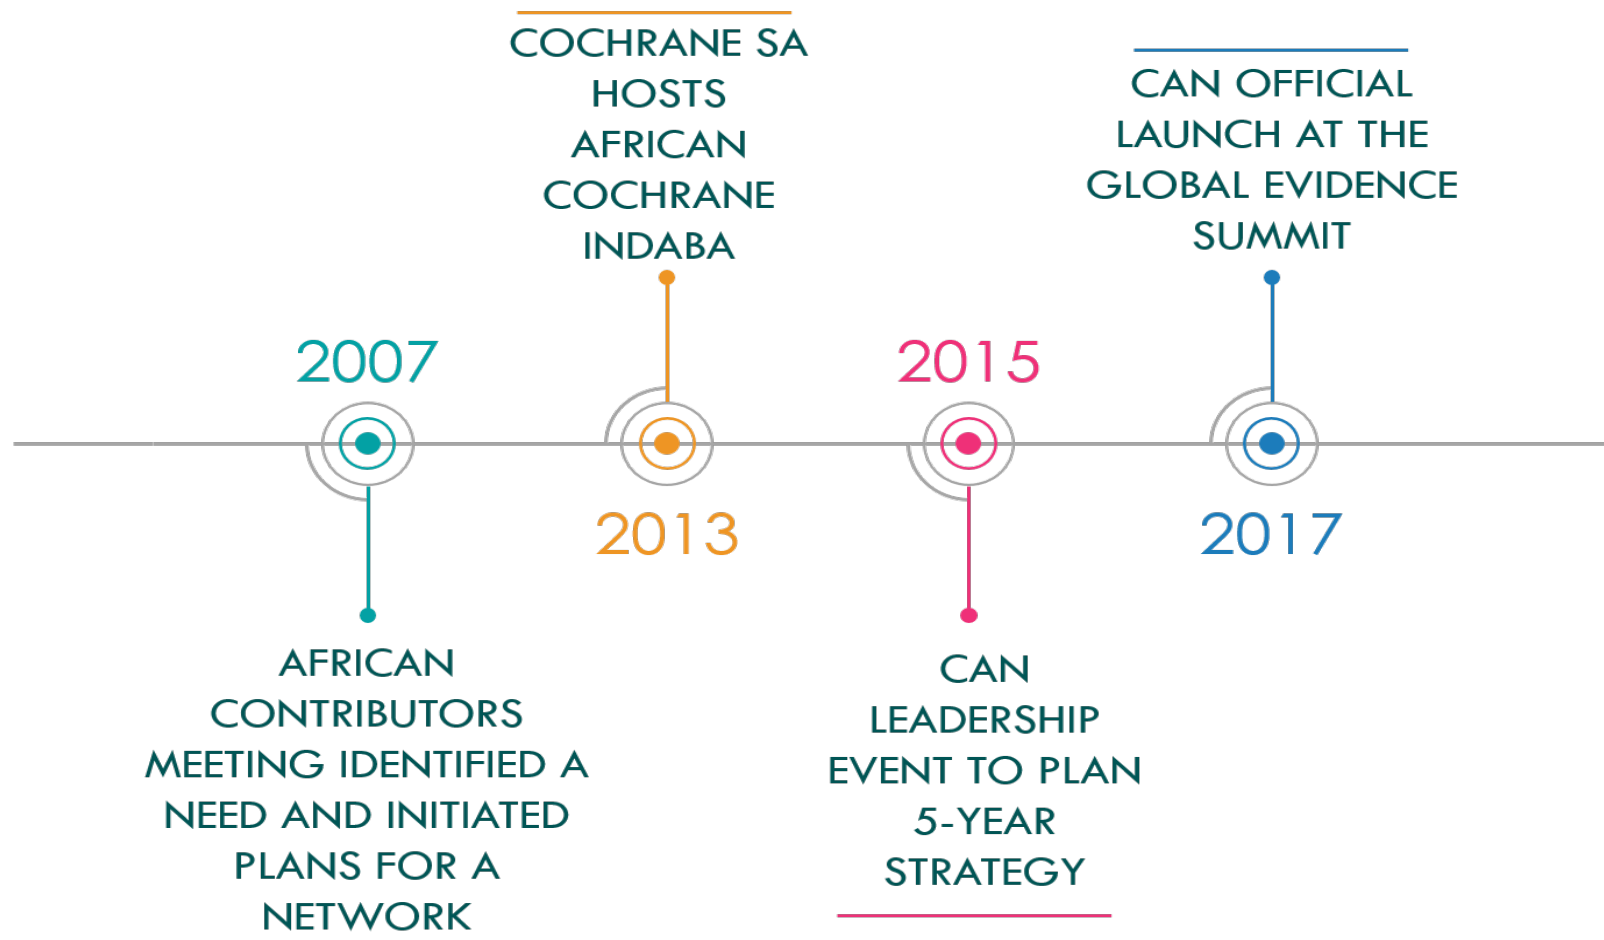 2007
AFRICAN
CONTRIBUTORS
MEETING IDENTIFIED A
NEED AND INITIATED
PLANS FOR A
NETWORK
COCHRANE SA
HOSTS
AFRICAN
COCHRANE
INDABA
2013
2015
CAN
LEADERSHIP
EVENT TO PLAN
5-YEAR
STRATEGY
CAN OFFICIAL
LAUNCH AT THE
GLOBAL EVIDENCE
SUMMIT
2017